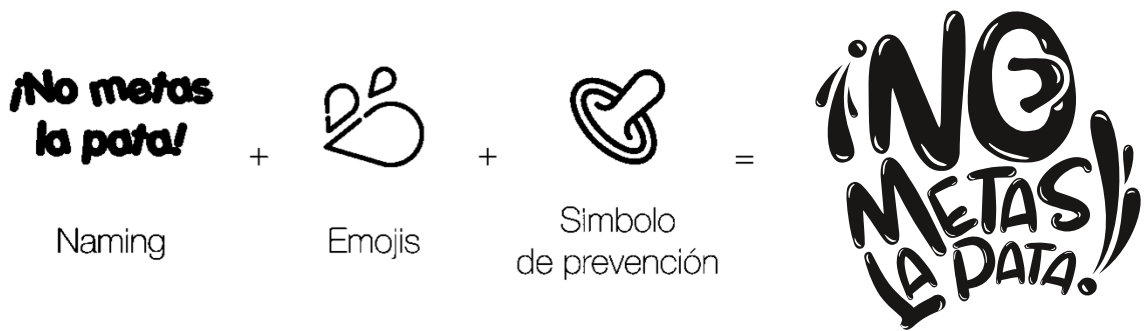 ¡No metas
la pata!
+
+
=
Naming
Emojis
Simbolo
de prevención
¡NO
METAS
LA PATA!